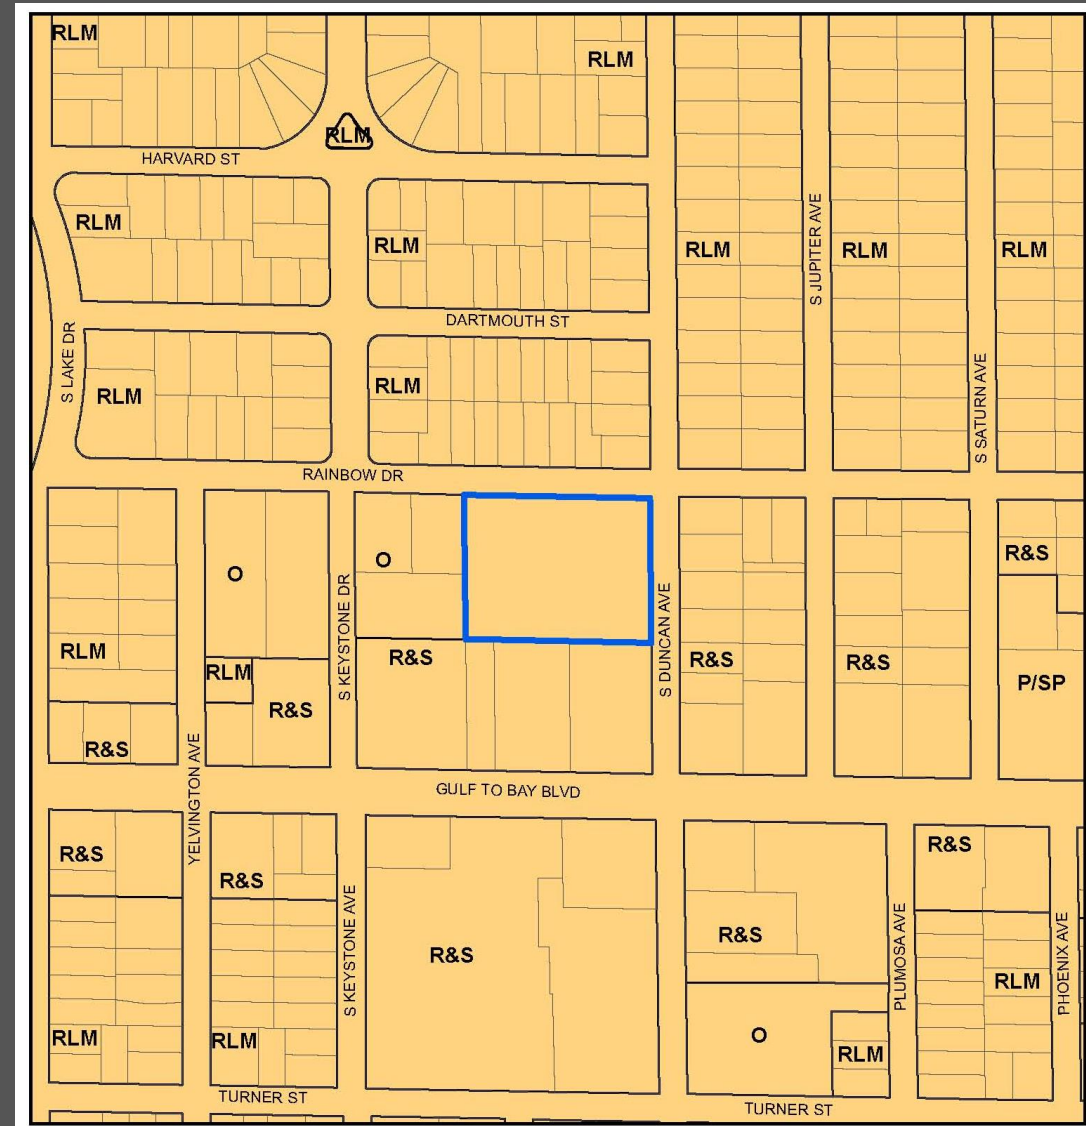 RLM
RLM
RLM
HARVARD ST
RLM
RLM
RLM
RLM
RLM
S JUPITER AVE
DARTMOUTH ST
S LAKE DR
RLM
RLM
S SATURN AVE
RAINBOW DR
O
O
R&S
S KEYSTONE DR
S DUNCAN AVE
RLM
RLM
R&S
R&S
R&S
R&S
P/SP
R&S
YELVINGTON AVE
GULF TO BAY BLVD
R&S
R&S
R&S
S KEYSTONE AVE
R&S
R&S
PLUMOSA AVE
PHOENIX AVE
RLM
RLM
RLM
O
RLM
TURNER ST
TURNER ST